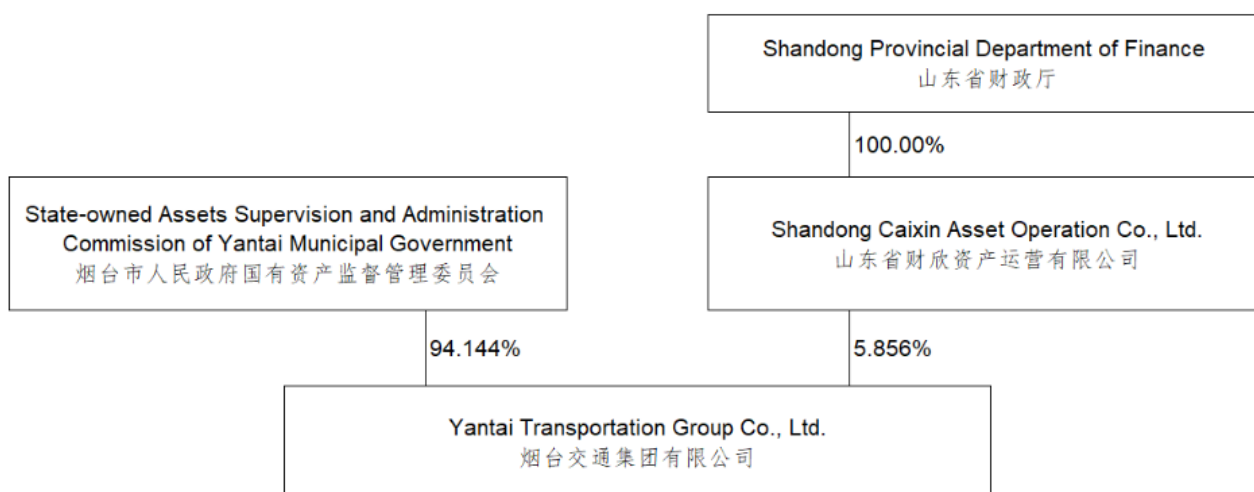 Shandong Provincial Department of Finance
山东省财政厅
100.00%
State-owned Assets Supervision and Administration
Commission of Yantai Municipal Government
烟台市人民政府国有资产监督管理委员会
Shandong Caixin Asset Operation Co., Ltd.
山东省财欣资产运营有限公司
94.144%
5.856%
Yantai Transportation Group Co., Ltd.
烟台交通集团有限公司